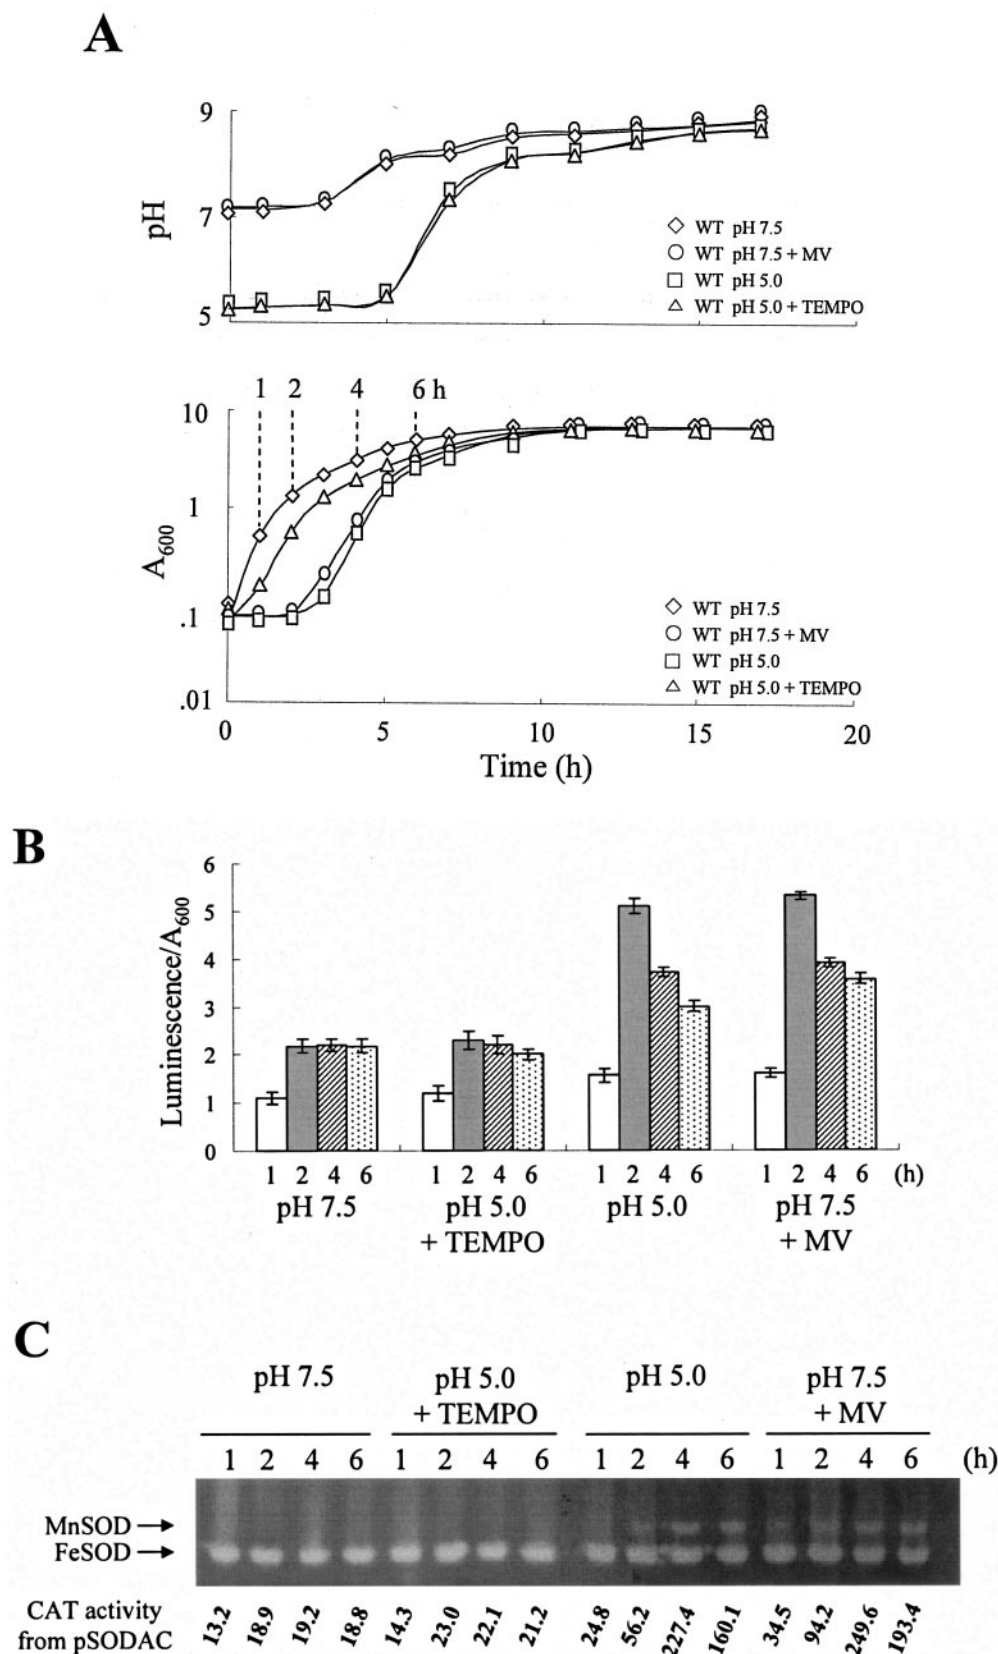 A
9
pH
7
5
WT pH 7.5
WT pH 7.5 + MV
WT pH 5.0
WT pH 5.0 + TEMPO
1 2 4 6 h
10
1
A600
.1
.01
WT pH 7.5
WT pH 7.5 + MV
WT pH 5.0
WT pH 5.0 + TEMPO
0 5 10 15 20
Time (h)
B
6
5
4
3
2
1
0
Luminescence/A600
1 2 4 6 1 2 4 6 1 2 4 6 1 2 4 6 (h)
pH 7.5 pH 5.0 pH 5.0 pH 7.5
+ TEMPO + MV
C
pH 7.5 pH 5.0 pH 5.0 pH 7.5
+ TEMPO + MV
1 2 4 6 1 2 4 6 1 2 4 6 1 2 4 6 (h)
MnSOD
FeSOD
CAT activity
from pSODAC
13.2 18.9 19.2 18.8 14.3 23.0 22.1 21.2 24.8 56.2 227.4 160.1 34.5 94.2 249.6 193.4